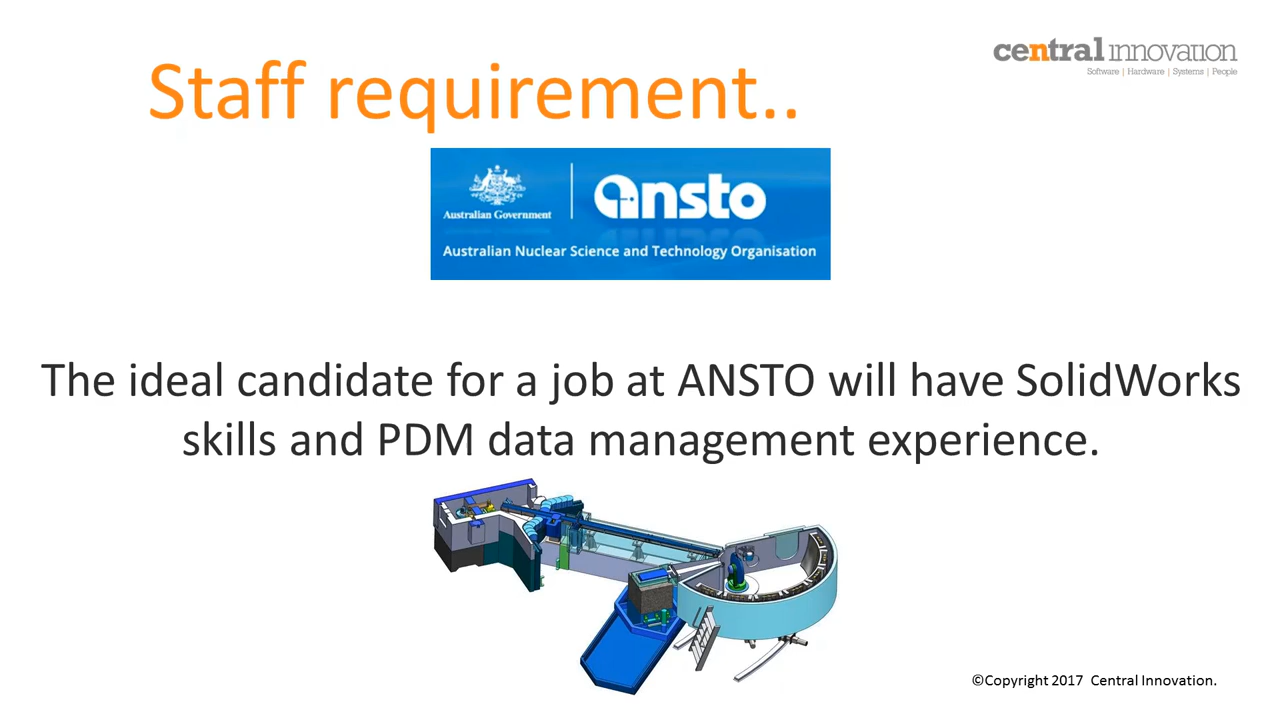 central innovation
Software | Hardware | Systems | People
Staff requirement..
Australian Government
ansto
Australian Nuclear Science and Technology Organisation
The ideal candidate for a job at ANSTO will have SolidWorks
skills and PDM data management experience.
©Copyright 2017 Central Innovation.